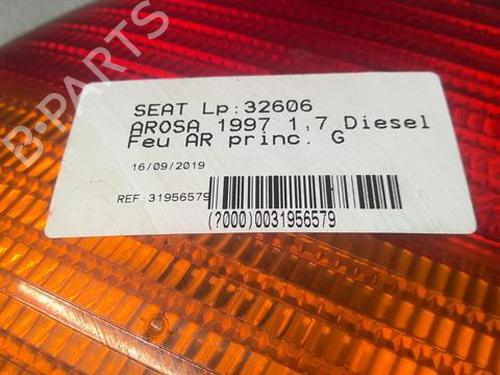 B-PARTS
SEAT Lp:32606
AROSA 1997 1,7 Diesel
Feu AR princ. G
16/09/2019
REF:31956579
(?000)0031956579